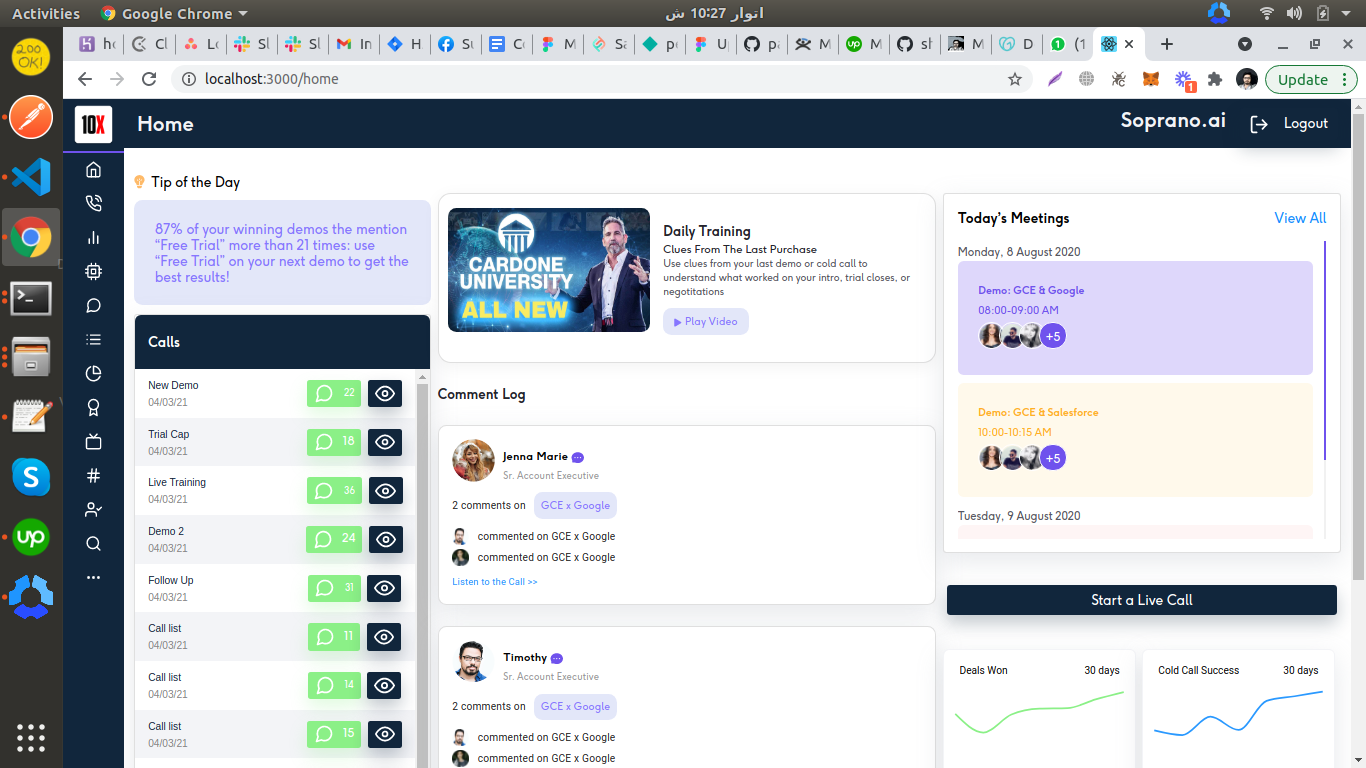 Activities
Google Chrome
اتوار 10:27 ش
200
OK!
localhost:3000/home
1
Update
10X
Home
Soprano.ai
Logout
Tip of the Day
87% of your winning demos the mention
“Free Trial” more than 21 times: use
“Free Trial” on your next demo to get the
best results!
Calls
New Demo
04/03/21
22
Trial Cap
04/03/21
18
Live Training
04/03/21
36
Demo 2
04/03/21
24
Follow Up
04/03/21
31
Call list
04/03/21
11
Call list
04/03/21
14
Call list
04/03/21
15
CARDONE
UNIVERSITY
ALL NEW
Daily Training
Clues From The Last Purchase
Use clues from your last demo or cold call to
understand what worked on your intro, trial closes, or
negotitations
Play Video
Comment Log
Jenna Marie
Sr. Account Executive
2 comments on GCE x Google
commented on GCE x Google
commented on GCE x Google
Listen to the Call >>
Timothy
Sr. Account Executive
2 comments on GCE x Google
commented on GCE x Google
commented on GCE x Google
Today's Meetings
View All
Monday, 8 August 2020
Demo: GCE & Google
08:00-09:00 AM
+5
Demo: GCE & Salesforce
10:00-10:15 AM
+5
Tuesday, 9 August 2020
Start a Live Call
Deals Won
30 days
Cold Call Success
30 days